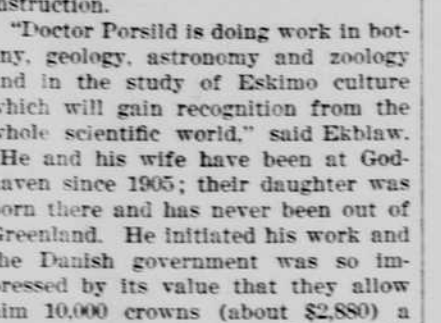 nstruction.
"Doctor Porsild is doing work in bot-
ny, geology, astronomy and zoology
nd in the study of Eskimo culture
hich will gain recognition from the
hole scientific world," said Ekblaw.
He and his wife have been at God-
aven since 1905; their daughter was
orn there and has never been out of
reenland. He initiated his work and
he Danish government was so im-
ressed by its value that they allow
im 10,000 crowns (about $2,880) a